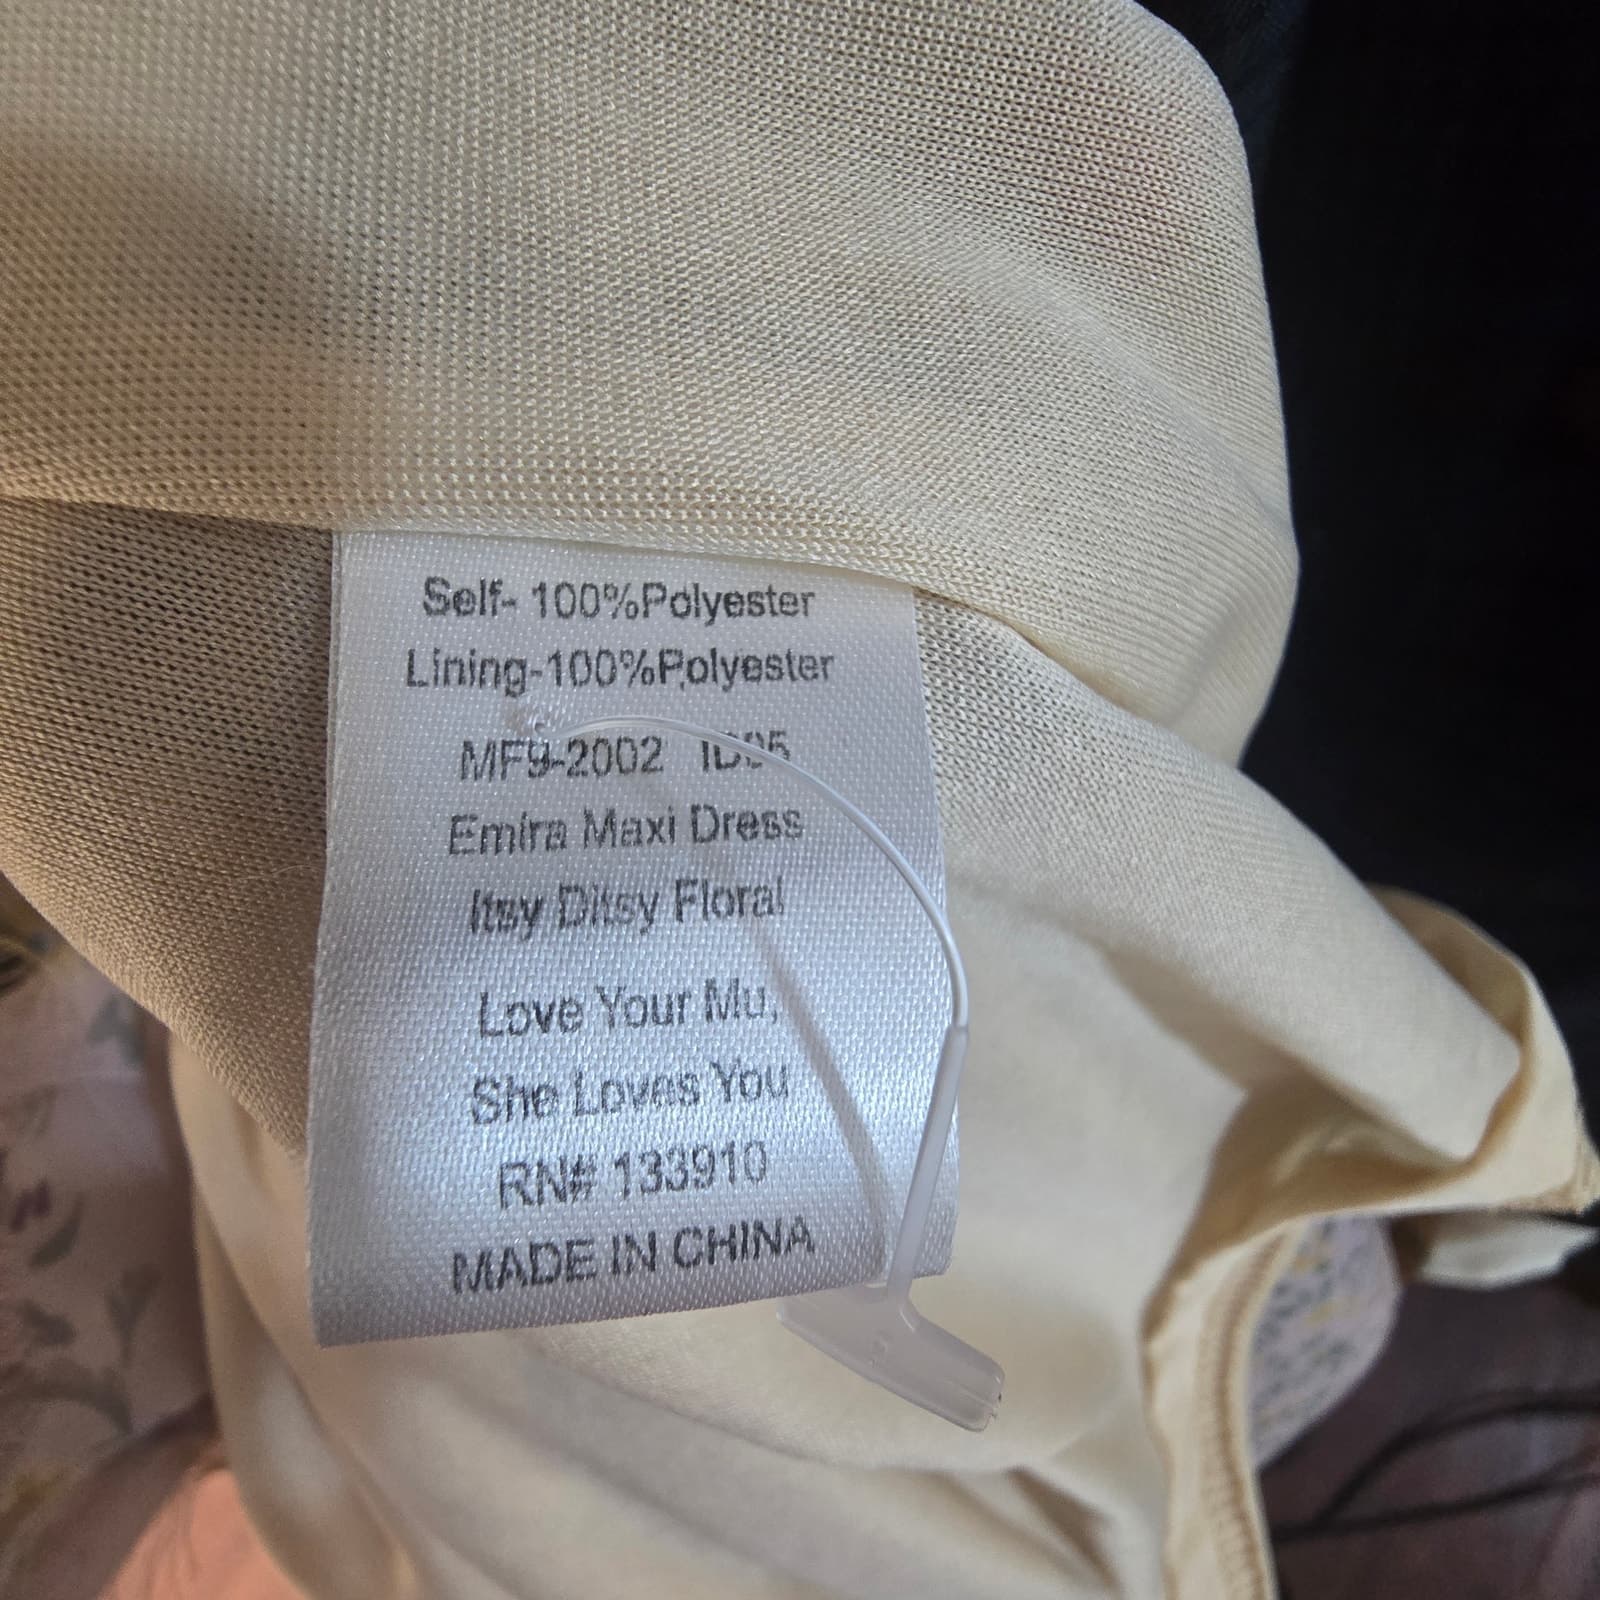 Self- 100%Polyester
Lining-100%Polyester
MF9-2002
Emira Maxi Dress
Itsy Ditsy Floral
Love Your Mu,
She Loves You
RN# 133910
MADE IN CHINA